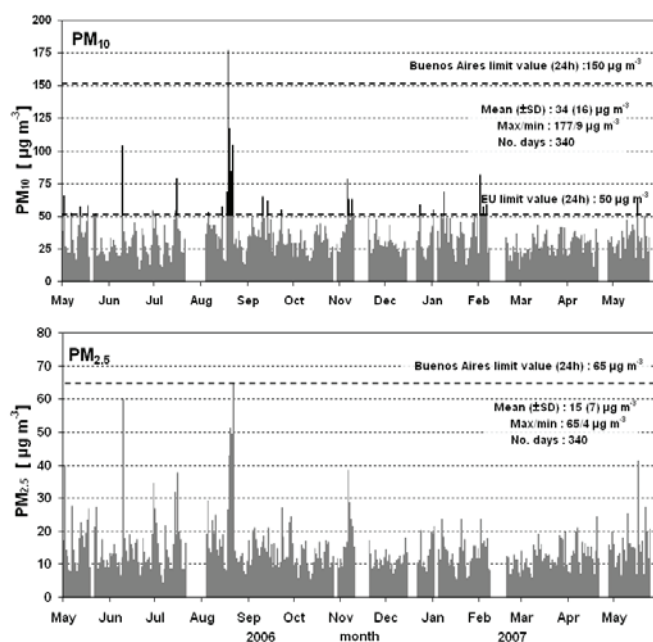 PM10
200
175
150
125
100
75
50
25
0
PM10 [ µg m-3 ]
Buenos Aires limit value (24h) :150 µg m-3
Mean (±SD) : 34 (16) µg m-3
Max/min : 177/9 µg m-3
No. days : 340
EU limit value (24h) : 50 µg m-3
May Jun Jul Aug Sep Oct Nov Dec Jan Feb Mar Apr May
PM2.5
80
70
60
50
40
30
20
10
0
PM2.5 [ µg m-3 ]
Buenos Aires limit value (24h) : 65 µg m-3
Mean (±SD) : 15 (7) µg m-3
Max/min : 65/4 µg m-3
No. days : 340
May Jun Jul Aug Sep Oct Nov Dec Jan Feb Mar Apr May
2006 month 2007